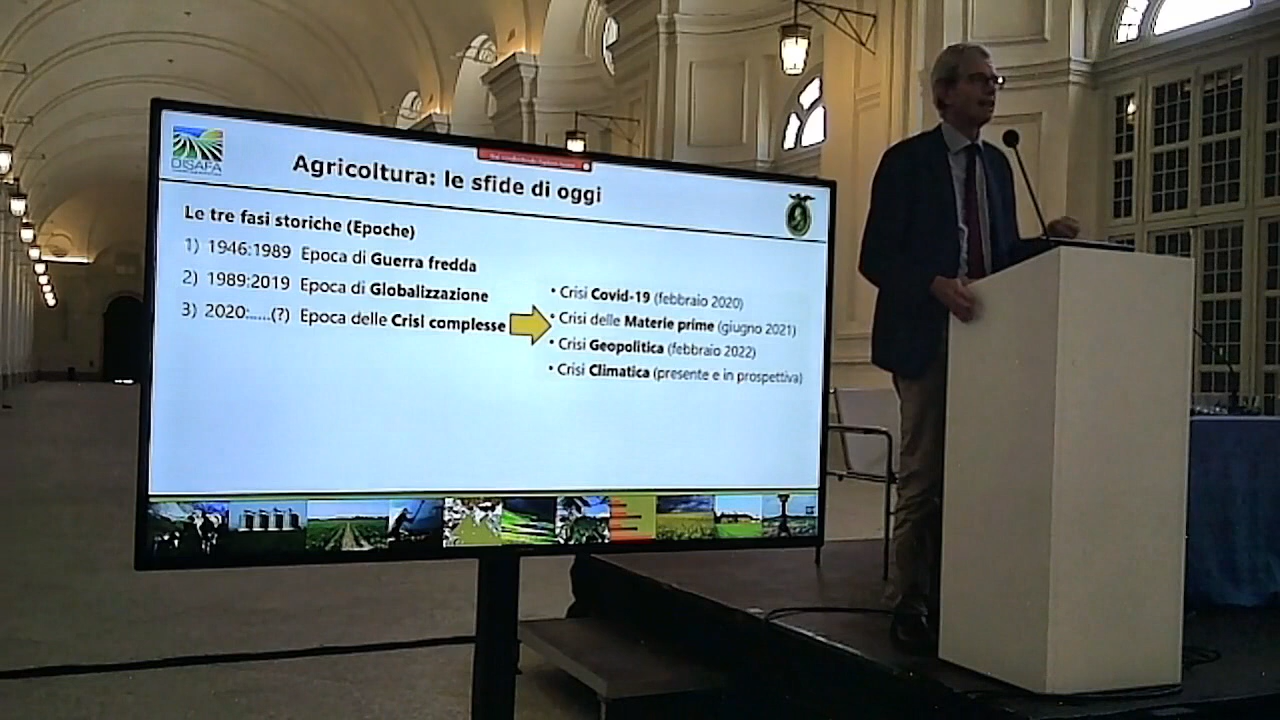 DISAFA
Agricoltura: le sfide di oggi
Le tre fasi storiche (Epoche)
1) 1946:1989 Epoca di Guerra fredda
2) 1989:2019 Epoca di Globalizzazione
3) 2020:.....(?) Epoca delle Crisi complesse
• Crisi Covid-19 (febbraio 2020)
• Crisi delle Materie prime (giugno 2021)
• Crisi Geopolitica (febbraio 2022)
• Crisi Climatica (presente e in prospettiva)